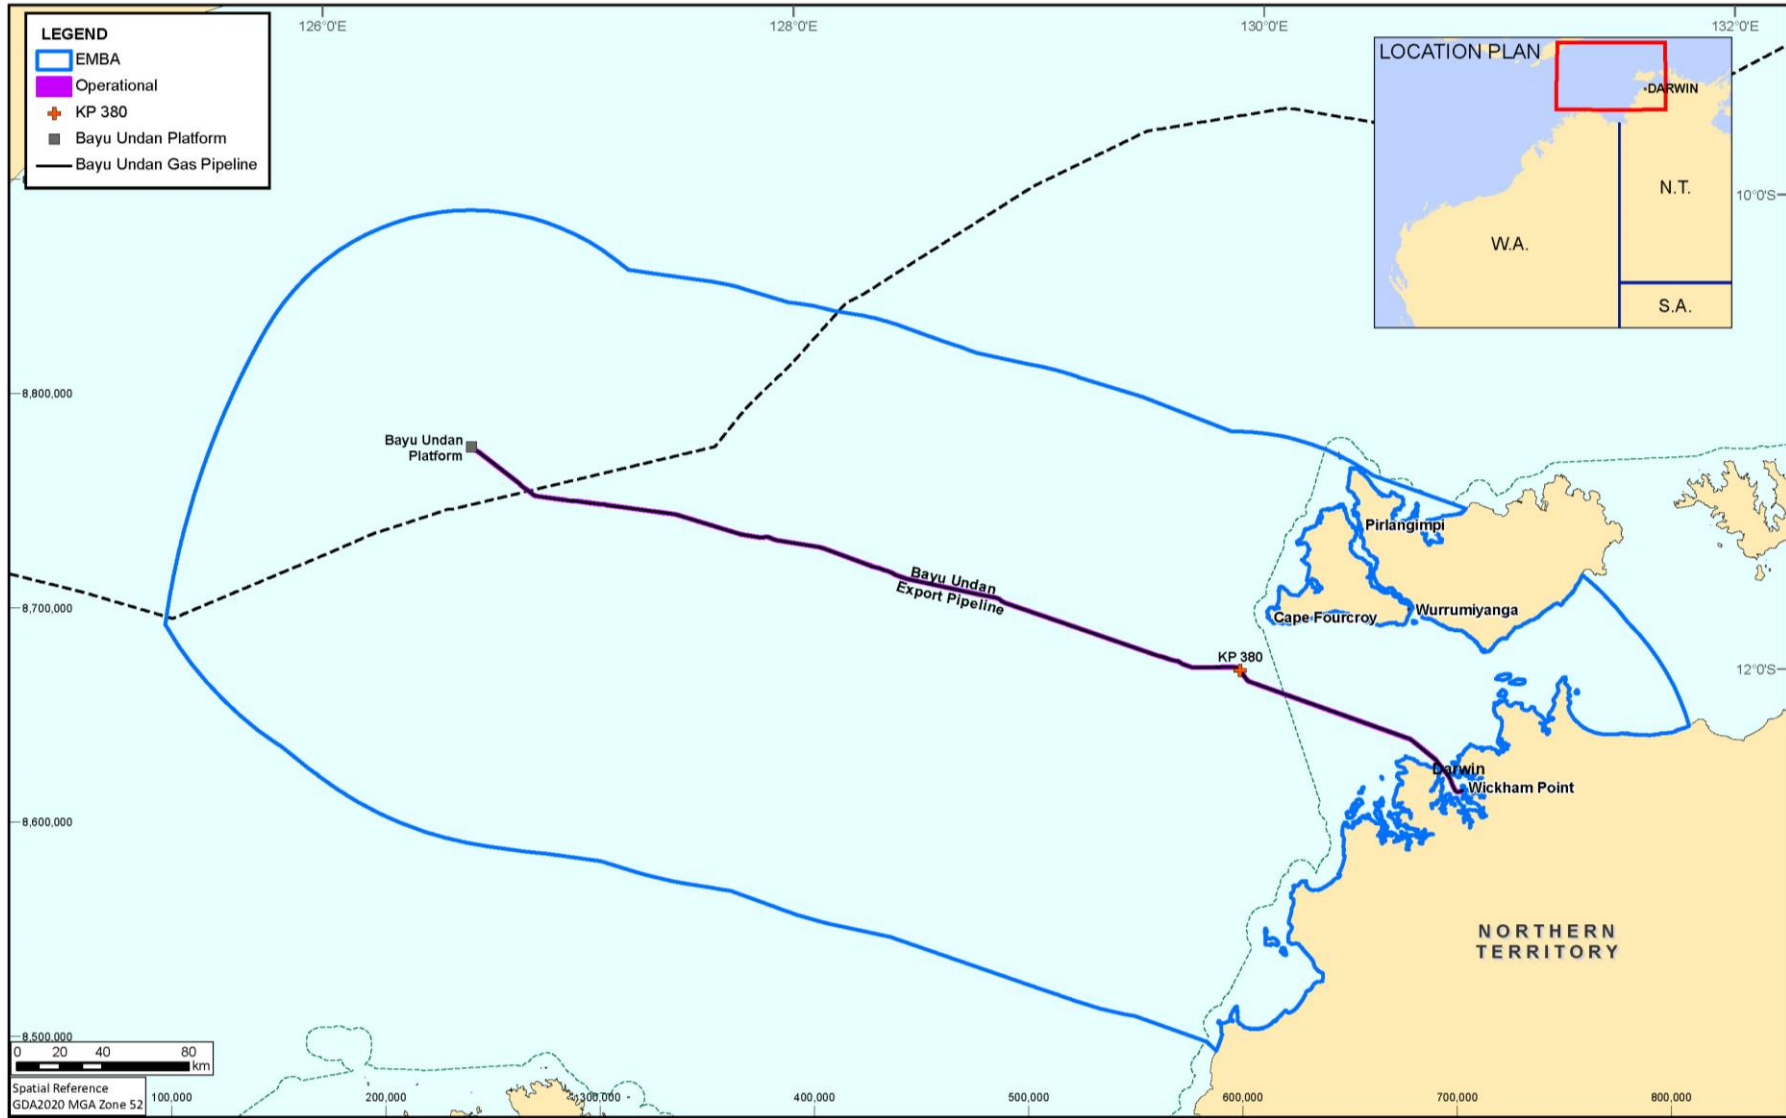 126°0'E
128°0'E
130°0'E
132°0'E
LEGEND
EMBA
Operational
KP 380
Bayu Undan Platform
Bayu Undan Gas Pipeline
LOCATION PLAN
DARWIN
N.T.
W.A.
S.A.
10°0'S
8,800,000
Bayu Undan
Platform
Pirlangimpi
Bayu Undan
Export Pipeline
8,700,000
Cape Fourcroy
Wurrumiyanga
KP 380
12°0'S
Darwin
Wickham Point
8,600,000
NORTHERN
TERRITORY
8,500,000
0 20 40 80
km
Spatial Reference
GDA2020 MGA Zone 52
100,000
200,000
300,000
400,000
500,000
600,000
700,000
800,000